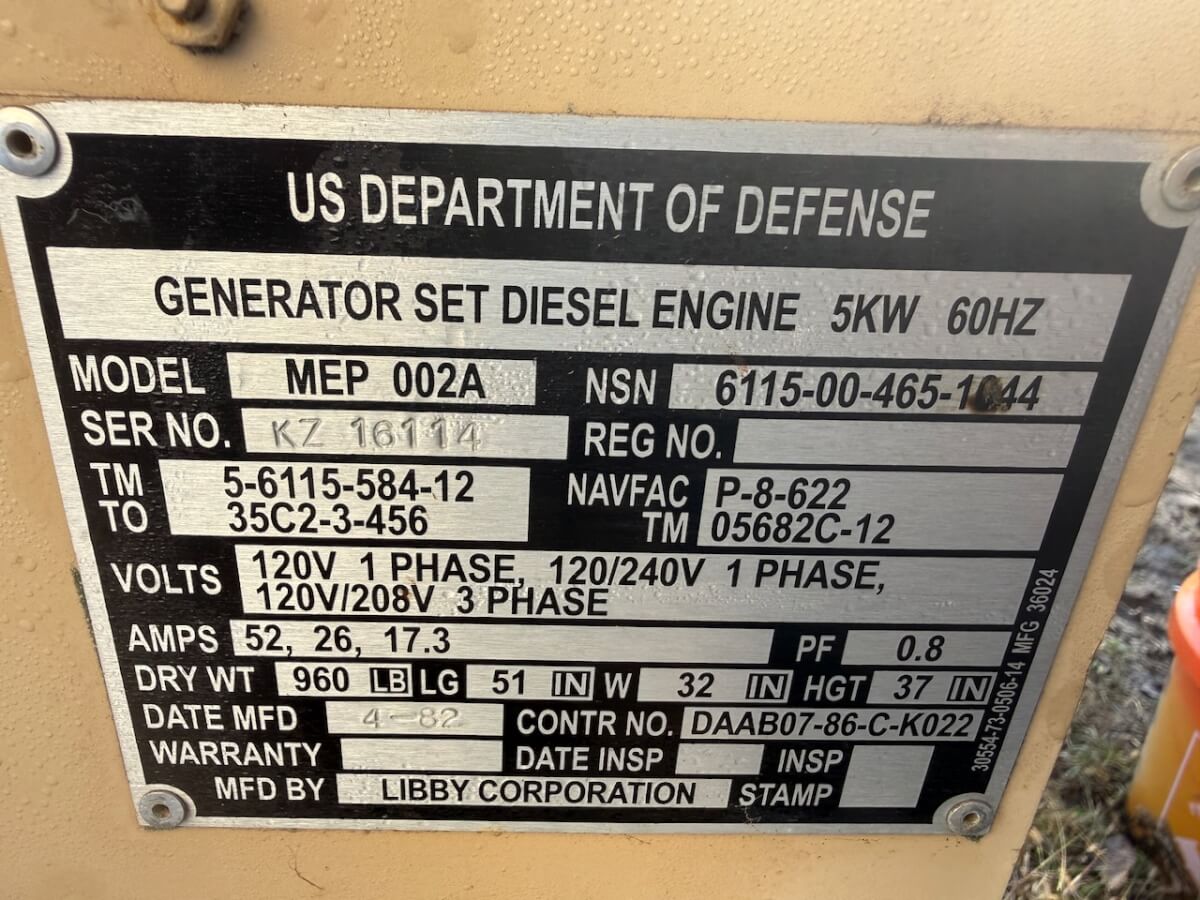 US DEPARTMENT OF DEFENSE
GENERATOR SET DIESEL ENGINE 5KW 60HZ
MODEL MEP 002A NSN 6115-00-465-1044
SER NO. KZ 16114 REG NO.
TM 5-6115-584-12 NAVFAC P-8-622
TO 35C2-3-456 TM 05682C-12
VOLTS 120V 1 PHASE, 120/240V 1 PHASE,
120V/208V 3 PHASE
AMPS 52, 26, 17.3 PF 0.8
DRY WT 960 LB LG 51 IN W 32 IN HGT 37 IN
DATE MFD 4-82 CONTR NO. DAAB07-86-C-K022
WARRANTY DATE INSP INSP
MFD BY LIBBY CORPORATION STAMP
30554-73-0506-14 MFG 36024